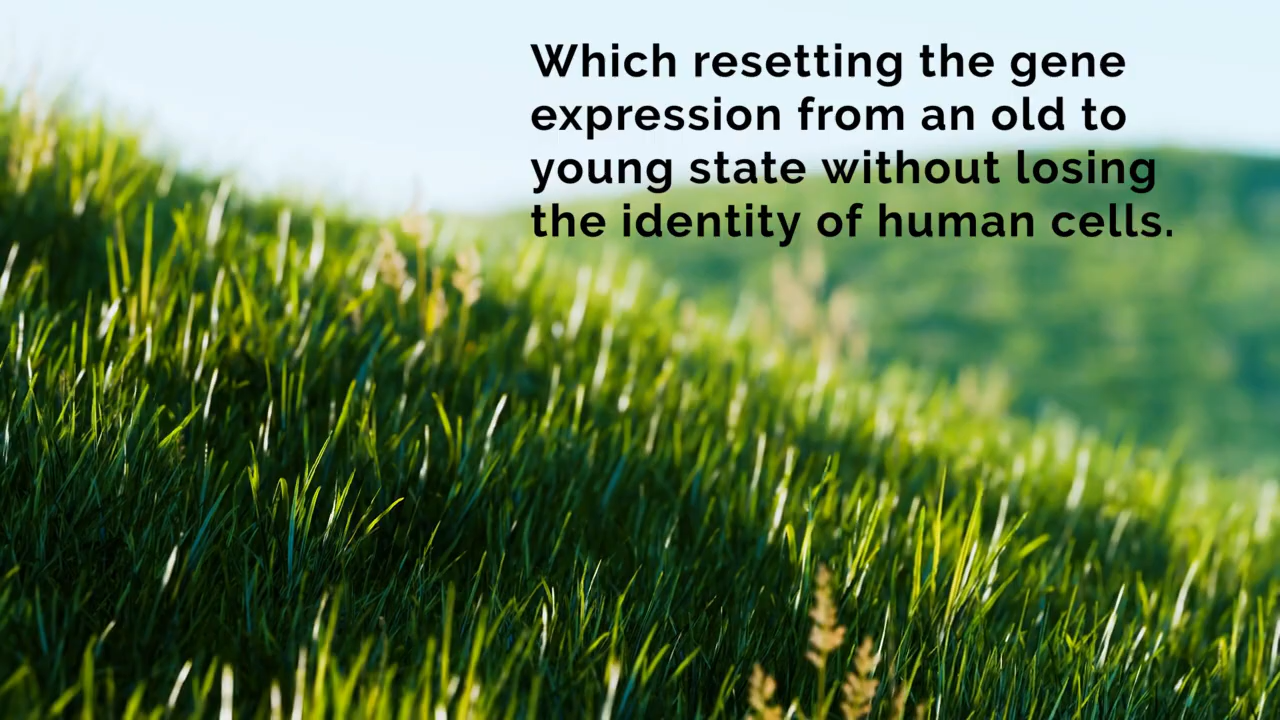 Which resetting the gene
expression from an old to
young state without losing
the identity of human cells.